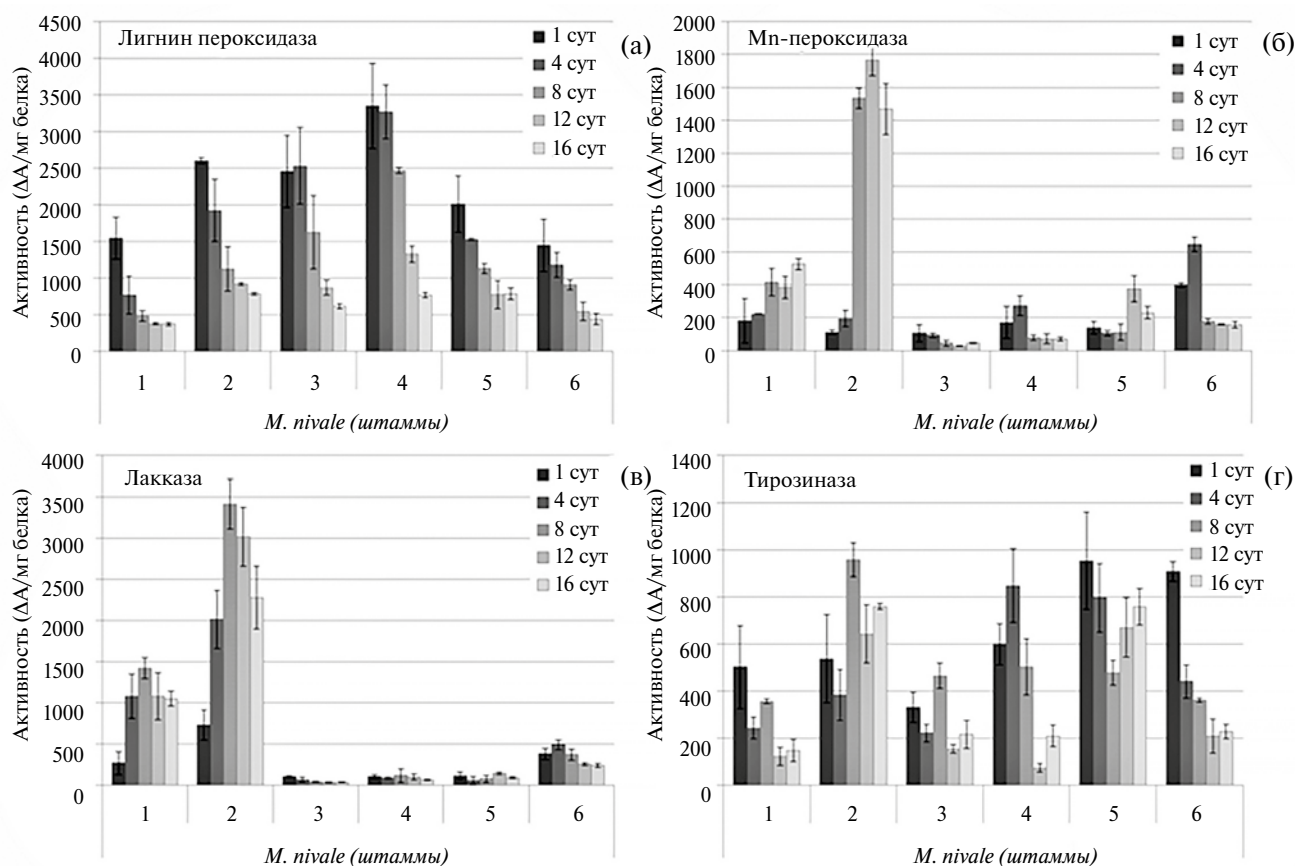 Лигнин пероксидаза
(а)
Активность (ΔА/мг белка)
4500
4000
3500
3000
2500
2000
1500
1000
500
0
1 сут
4 сут
8 сут
12 сут
16 сут
1 2 3 4 5 6
M. nivale (штаммы)
Mn-пероксидаза
(б)
Активность (ΔА/мг белка)
2000
1800
1600
1400
1200
1000
800
600
400
200
0
1 сут
4 сут
8 сут
12 сут
16 сут
1 2 3 4 5 6
M. nivale (штаммы)
Лакказа
(в)
Активность (ΔА/мг белка)
4000
3500
3000
2500
2000
1500
1000
500
0
1 сут
4 сут
8 сут
12 сут
16 сут
1 2 3 4 5 6
M. nivale (штаммы)
Тирозиназа
(г)
Активность (ΔА/мг белка)
1400
1200
1000
800
600
400
200
0
1 сут
4 сут
8 сут
12 сут
16 сут
1 2 3 4 5 6
M. nivale (штаммы)